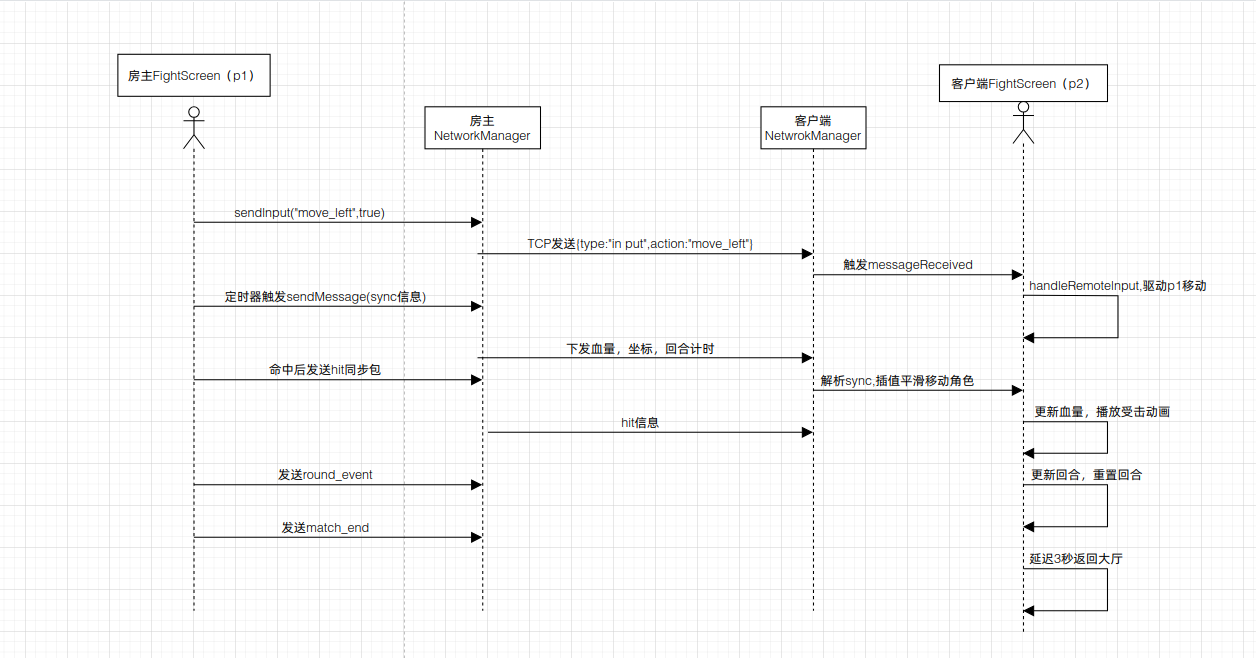 房主FightScreen（p1）
客户端FightScreen（p2）
房主
NetworkManager
客户端
NetwrokManager
sendInput("move_left",true)
TCP发送{type:"in put",action:"move_left"}
触发messageReceived
handleRemoteInput,驱动p1移动
定时器触发sendMessage(sync信息)
下发血量，坐标，回合计时
命中后发送hit同步包
解析sync,插值平滑移动角色
更新血量，播放受击动画
hit信息
发送round_event
更新回合，重置回合
发送match_end
延迟3秒返回大厅